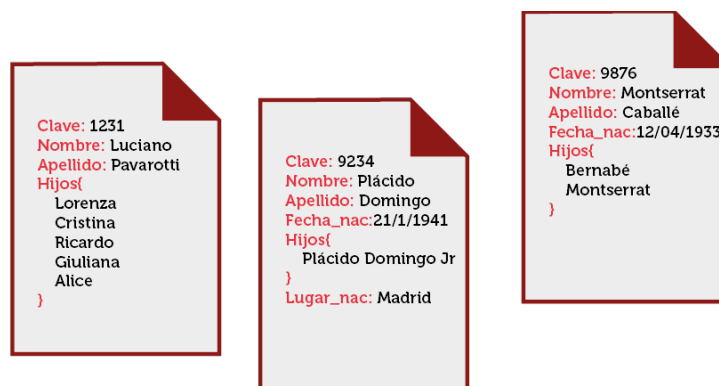 Clave: 1231
Nombre: Luciano
Apellido: Pavarotti
Hijos{
Lorenza
Cristina
Ricardo
Giuliana
Alice
}
Clave: 9234
Nombre: Plácido
Apellido: Domingo
Fecha_nac:21/1/1941
Hijos{
Plácido Domingo Jr
}
Lugar_nac: Madrid
Clave: 9876
Nombre: Montserrat
Apellido: Caballé
Fecha_nac:12/04/1933
Hijos{
Bernabé
Montserrat
}